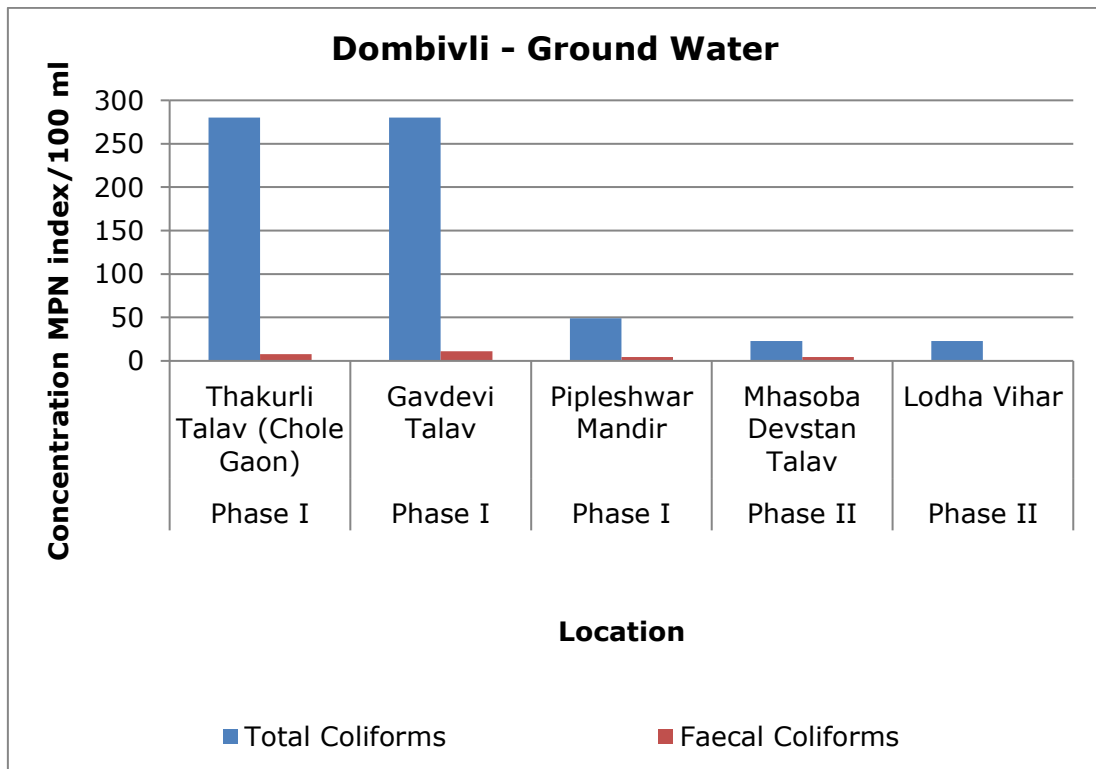 Dombivli - Ground Water
Concentration MPN index/100 ml
300
250
200
150
100
50
0
Thakurli
Talav (Chole
Gaon)
Gavdevi
Talav
Pipleshwar
Mandir
Mhasoba
Devstan
Talav
Lodha Vihar
Phase I
Phase I
Phase I
Phase II
Phase II
Location
Total Coliforms
Faecal Coliforms